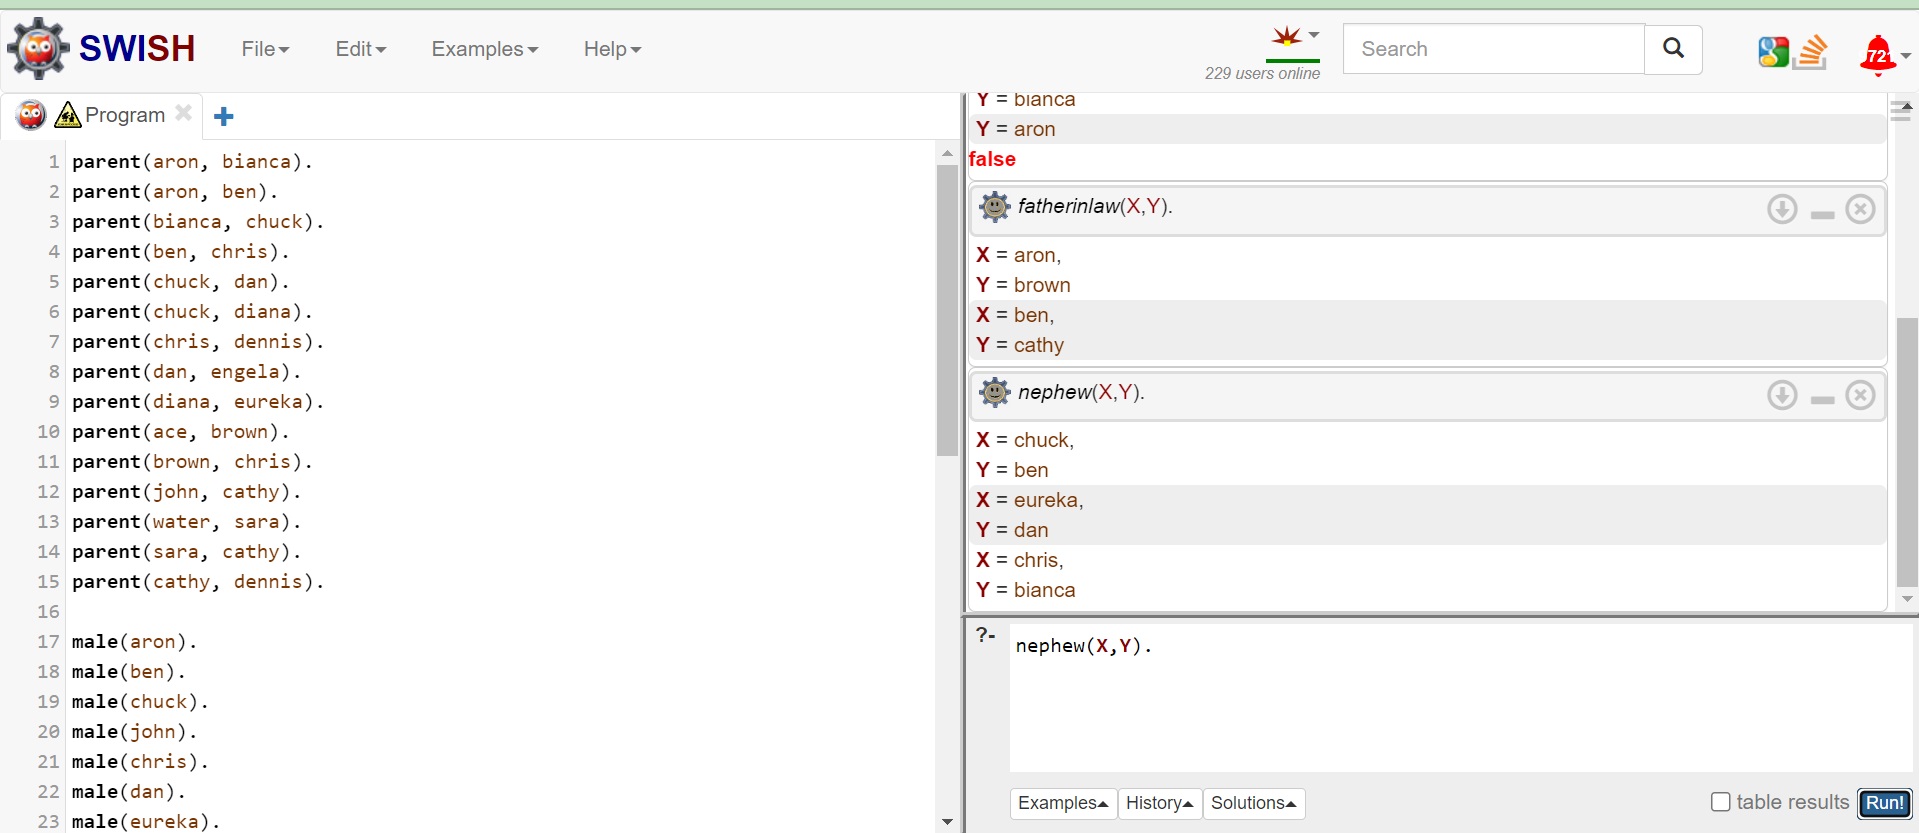 SWISH
File
Edit
Examples
Help
229 users online
Search
Program
1 parent(aron, bianca).
2 parent(aron, ben).
3 parent(bianca, chuck).
4 parent(ben, chris).
5 parent(chuck, dan).
6 parent(chuck, diana).
7 parent(chris, dennis).
8 parent(dan, engela).
9 parent(diana, eureka).
10 parent(ace, brown).
11 parent(brown, chris).
12 parent(john, cathy).
13 parent(water, sara).
14 parent(sara, cathy).
15 parent(cathy, dennis).
16
17 male(aron).
18 male(ben).
19 male(chuck).
20 male(john).
21 male(chris).
22 male(dan).
23 male(eureka).
Y = bianca
Y = aron
false
fatherinlaw(X,Y).
X = aron,
Y = brown
X = ben,
Y = cathy
nephew(X,Y).
X = chuck,
Y = ben
X = eureka,
Y = dan
X = chris,
Y = bianca
?- nephew(X,Y).
Examples
History
Solutions
table results
Run!